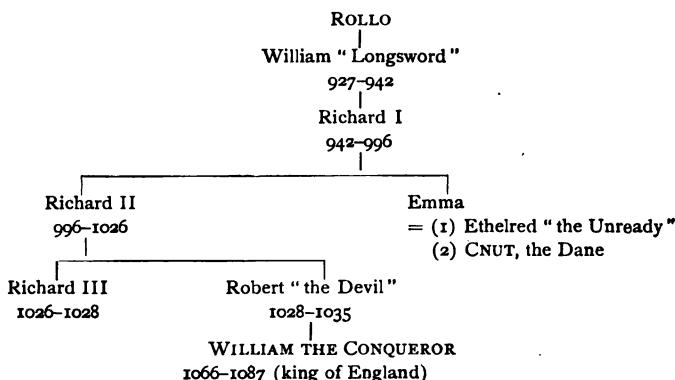 ROLLO
William "Longsword"
927–942
Richard I
942–996
Richard II
996–1026
Emma
= (1) Ethelred "the Unready"
(2) CNUT, the Dane
Richard III
1026–1028
Robert "the Devil"
1028–1035
WILLIAM THE CONQUEROR
1066–1087 (king of England)